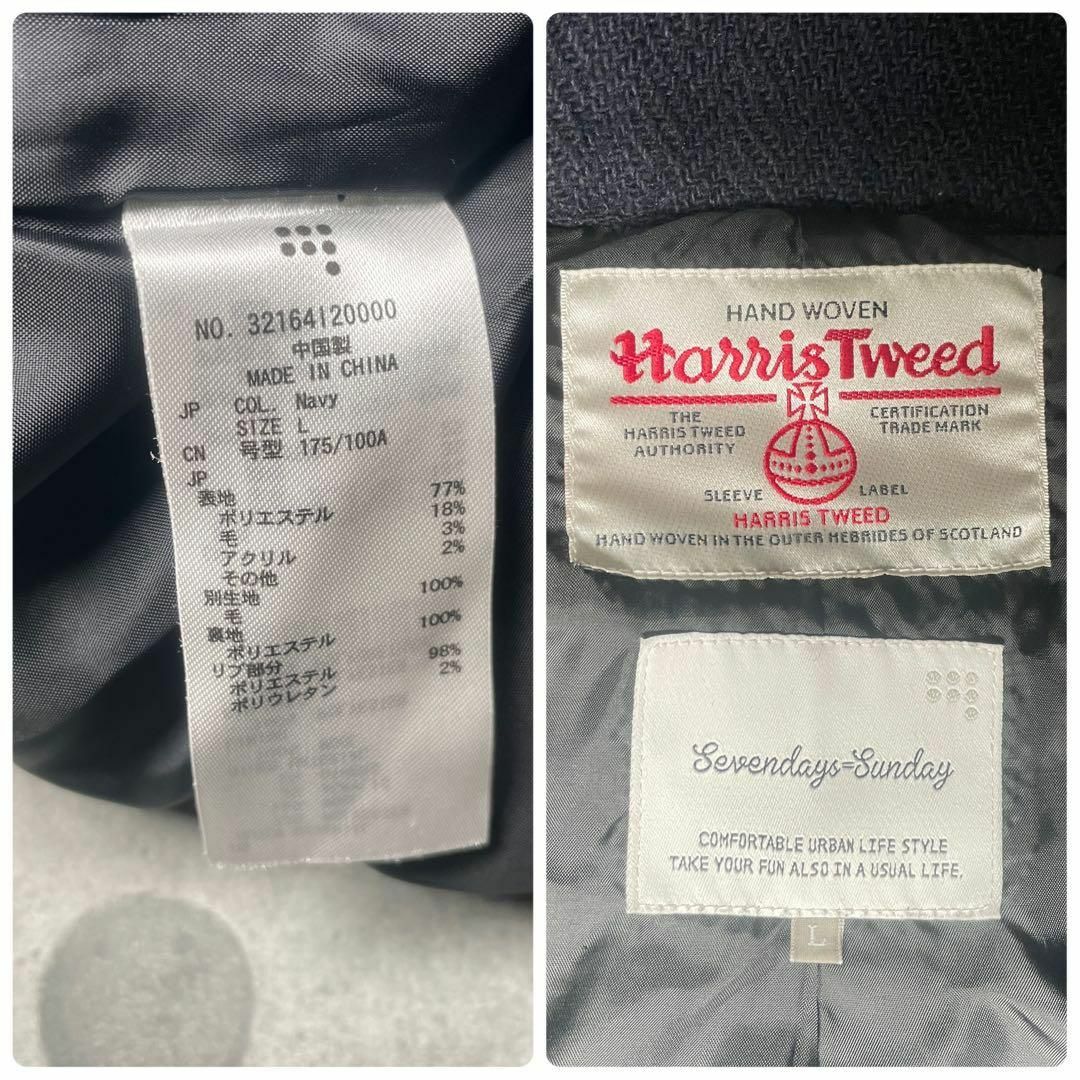 NO. 32164120000
中国製
MADE IN CHINA
JP COL. Navy
SIZE L
CN 号型 175/100A
JP
表地 77%
ポリエステル 18%
毛 3%
アクリル 2%
その他
別生地 100%
毛
裏地 100%
ポリエステル
リブ部分 98%
ポリエステル 2%
ポリウレタン
HAND WOVEN
Harris Tweed
THE HARRIS TWEED AUTHORITY
CERTIFICATION TRADE MARK
SLEEVE LABEL
HARRIS TWEED
HAND WOVEN IN THE OUTER HEBRIDES OF SCOTLAND
Sevendays=Sunday
COMFORTABLE URBAN LIFE STYLE
TAKE YOUR FUN ALSO IN A USUAL LIFE.
L